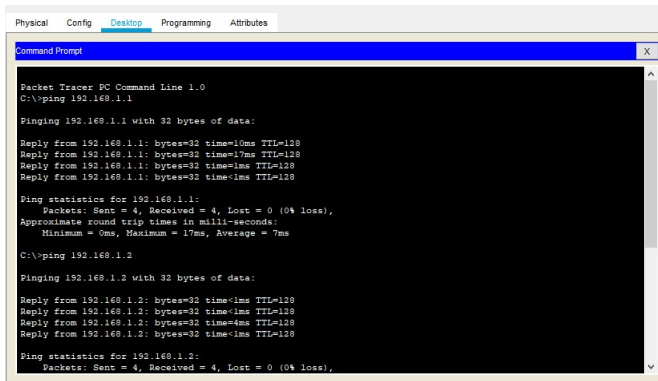 Physical Config Desktop Programming Attributes
Command Prompt X
Packet Tracer PC Command Line 1.0
C:\>ping 192.168.1.1
Pinging 192.168.1.1 with 32 bytes of data:
Reply from 192.168.1.1: bytes=32 time=10ms TTL=128
Reply from 192.168.1.1: bytes=32 time=17ms TTL=128
Reply from 192.168.1.1: bytes=32 time=1ms TTL=128
Reply from 192.168.1.1: bytes=32 time<1ms TTL=128
Ping statistics for 192.168.1.1:
Packets: Sent = 4, Received = 4, Lost = 0 (0% loss),
Approximate round trip times in milli-seconds:
Minimum = 0ms, Maximum = 17ms, Average = 7ms
C:\>ping 192.168.1.2
Pinging 192.168.1.2 with 32 bytes of data:
Reply from 192.168.1.2: bytes=32 time<1ms TTL=128
Reply from 192.168.1.2: bytes=32 time<1ms TTL=128
Reply from 192.168.1.2: bytes=32 time=4ms TTL=128
Reply from 192.168.1.2: bytes=32 time<1ms TTL=128
Ping statistics for 192.168.1.2:
Packets: Sent = 4, Received = 4, Lost = 0 (0% loss),